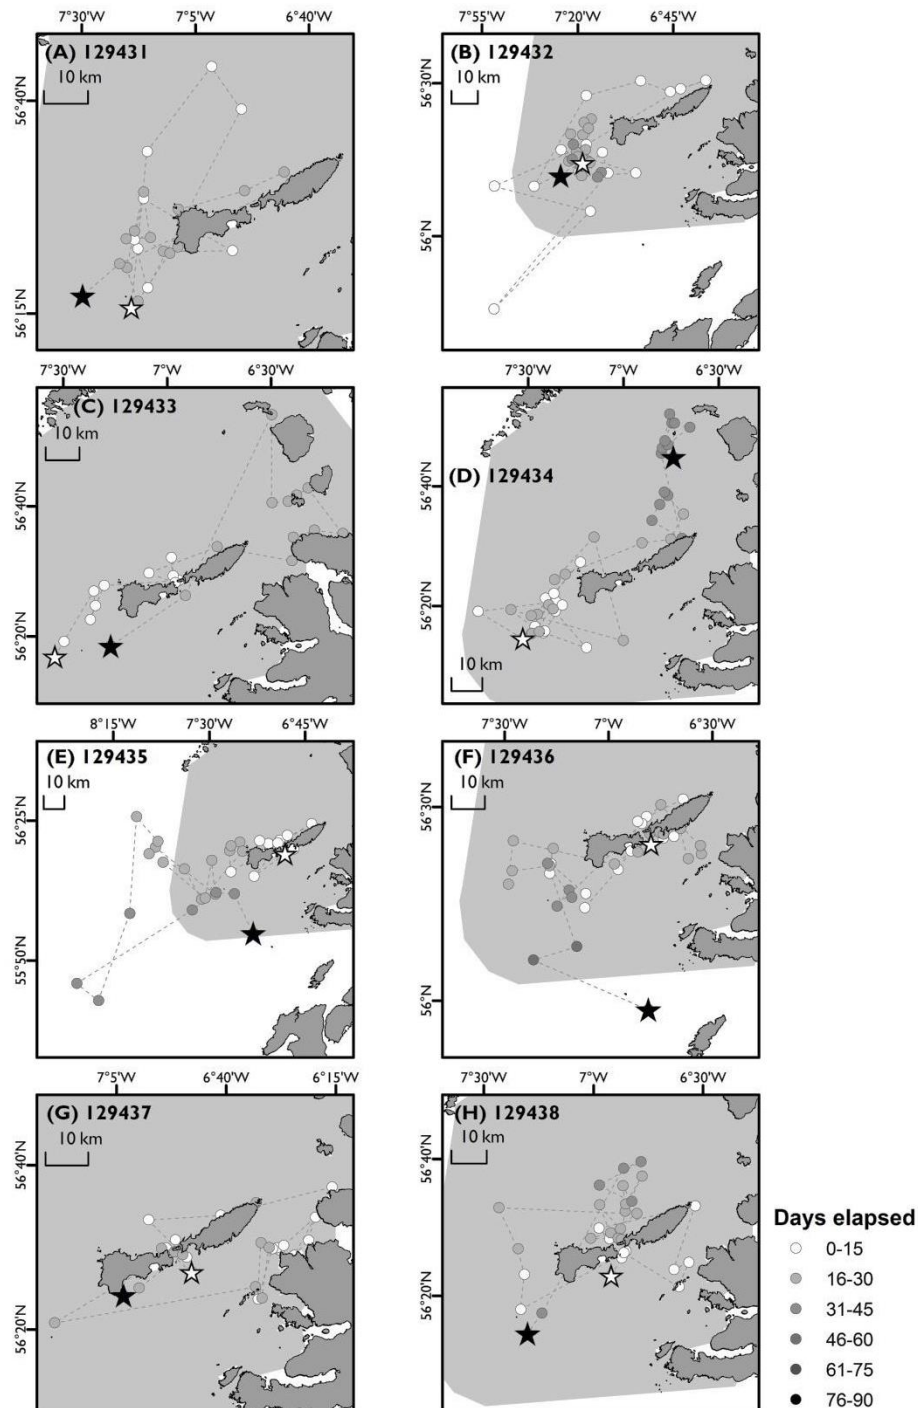 7°30'W 7°5'W 6°40'W
(A) 129431
10 km
56°40'N
56°15'N
7°55'W 7°20'W 6°45'W
(B) 129432
10 km
56°30'N
56°N
7°30'W 7°W 6°30'W
(C) 129433
10 km
56°40'N
56°20'N
7°30'W 7°0'W 6°30'W
(D) 129434
56°40'N
56°20'N
10 km
8°15'W 7°30'W 6°45'W
(E) 129435
10 km
56°25'N
55°50'N
7°30'W 7°W 6°30'W
(F) 129436
10 km
56°30'N
56°N
7°5'W 6°40'W 6°15'W
(G) 129437
10 km
56°40'N
56°20'N
7°30'W 7°W 6°30'W
(H) 129438
10 km
56°40'N
56°20'N
Days elapsed
0-15
16-30
31-45
46-60
61-75
76-90